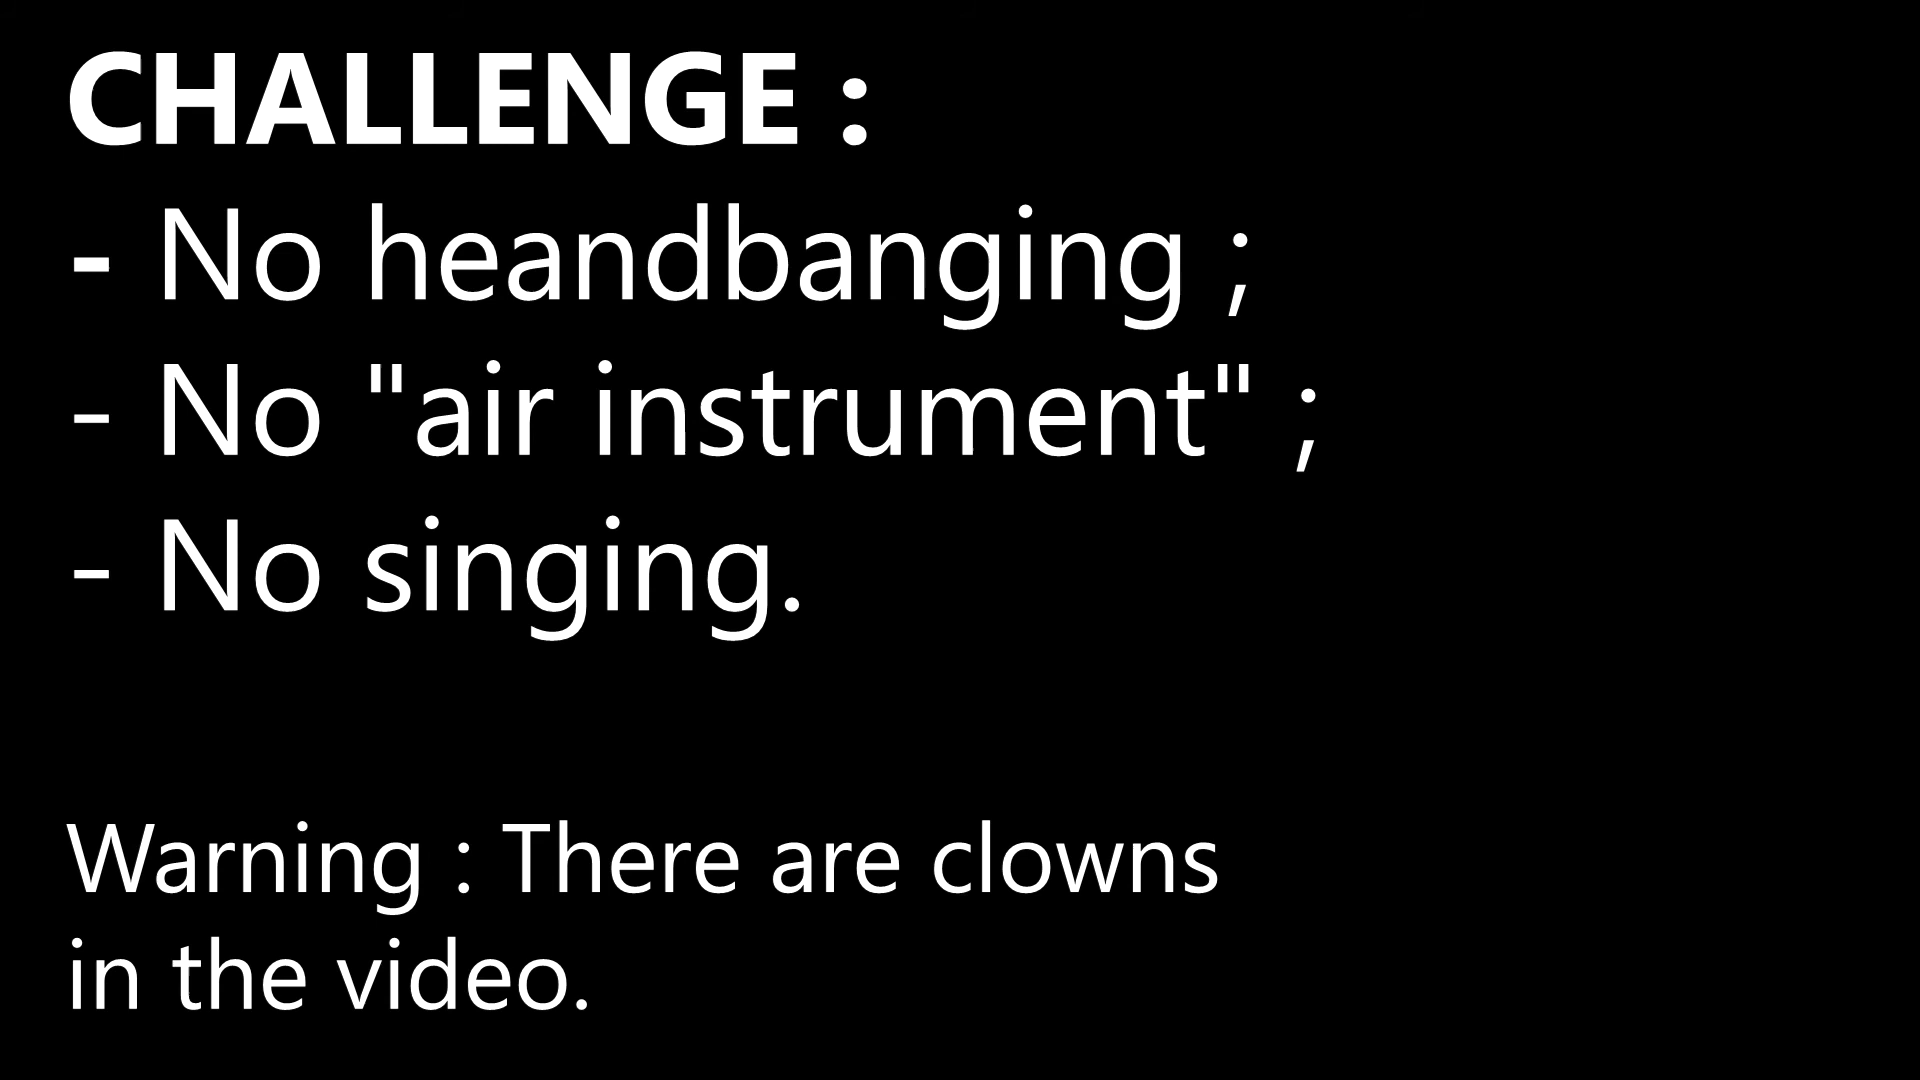 CHALLENGE :
- No heandbanging ;
- No "air instrument" ;
- No singing.
Warning : There are clowns
in the video.